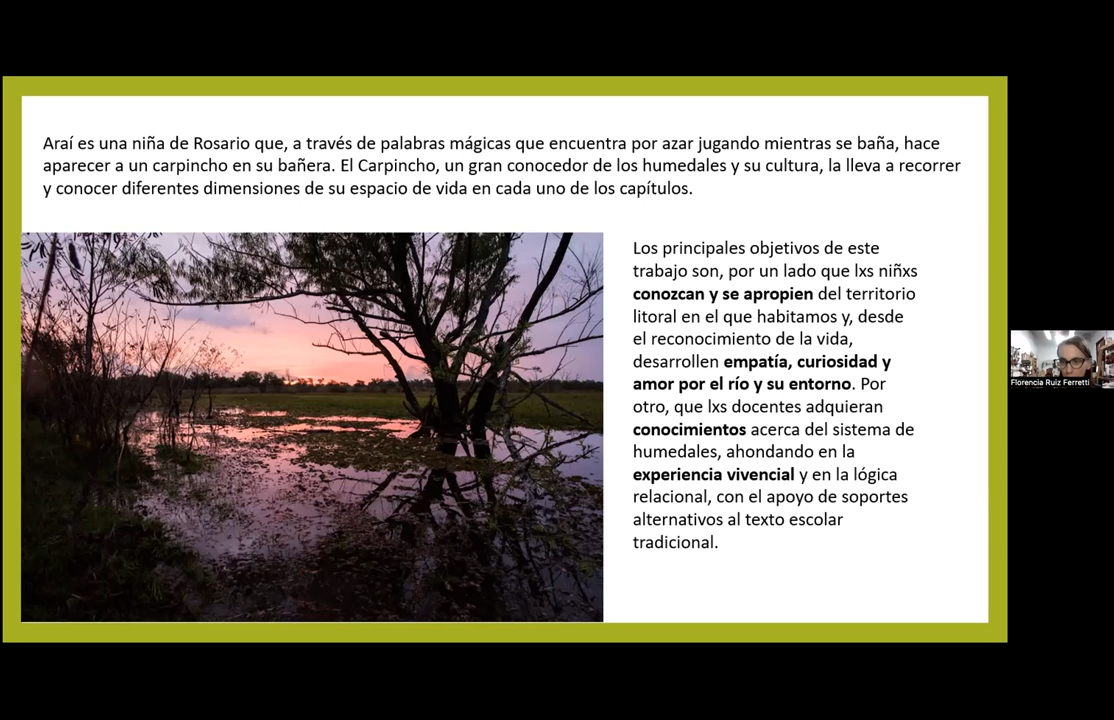 Araí es una niña de Rosario que, a través de palabras mágicas que encuentra por azar jugando mientras se baña, hace
aparecer a un carpincho en su bañera. El Carpincho, un gran conocedor de los humedales y su cultura, la lleva a recorrer
y conocer diferentes dimensiones de su espacio de vida en cada uno de los capítulos.
Los principales objetivos de este
trabajo son, por un lado que lxs niñxs
conozcan y se apropien del territorio
litoral en el que habitamos y, desde
el reconocimiento de la vida,
desarrollen empatía, curiosidad y
amor por el río y su entorno. Por
otro, que lxs docentes adquieran
conocimientos acerca del sistema de
humedales, ahondando en la
experiencia vivencial y en la lógica
relacional, con el apoyo de soportes
alternativos al texto escolar
tradicional.
Florencia Ruiz Ferretti